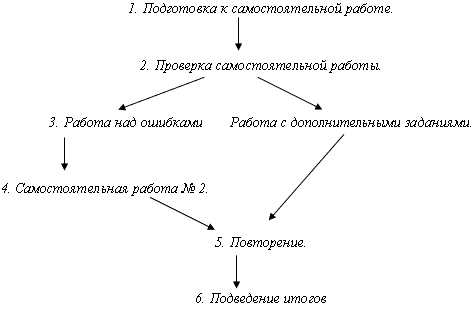 1. Подготовка к самостоятельной работе.
2. Проверка самостоятельной работы.
3. Работа над ошибками
Работа с дополнительными заданиями.
4. Самостоятельная работа № 2.
5. Повторение.
6. Подведение итогов